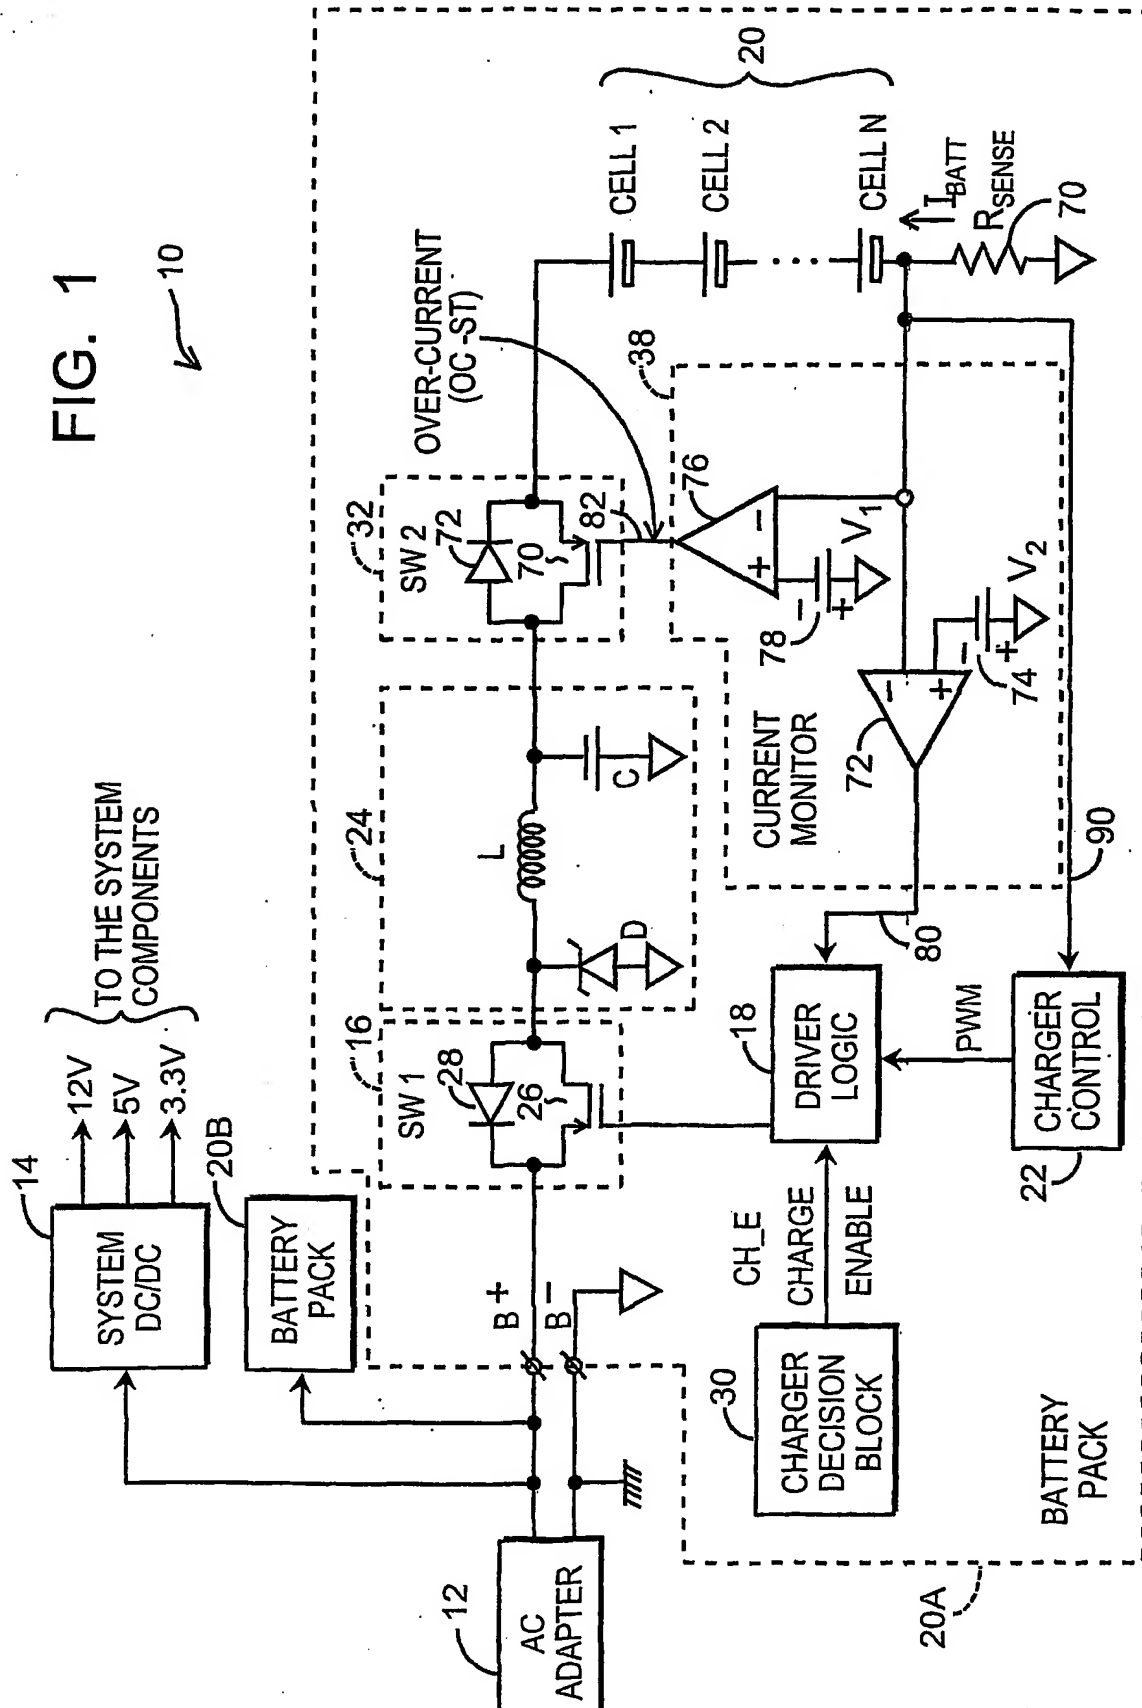 FIG. 1
10
14
SYSTEM
DC/DC
12V
5V
3.3V
TO THE SYSTEM
COMPONENTS
20B
BATTERY
PACK
12
AC
ADAPTER
B+
B-
16
SW 1
28
26
24
L
D
C
32
SW 2
72
70
82
OVER-CURRENT
(OC-ST)
38
CELL 1
CELL 2
CELL N
20
IBATT
RSENSE
70
76
-
+
78
-
+
V1
72
-
+
74
-
+
V2
CURRENT
MONITOR
80
90
18
DRIVER
LOGIC
PWM
CHARGER
CONTROL
22
CH_E
CHARGE
ENABLE
30
CHARGER
DECISION
BLOCK
BATTERY
PACK
20A